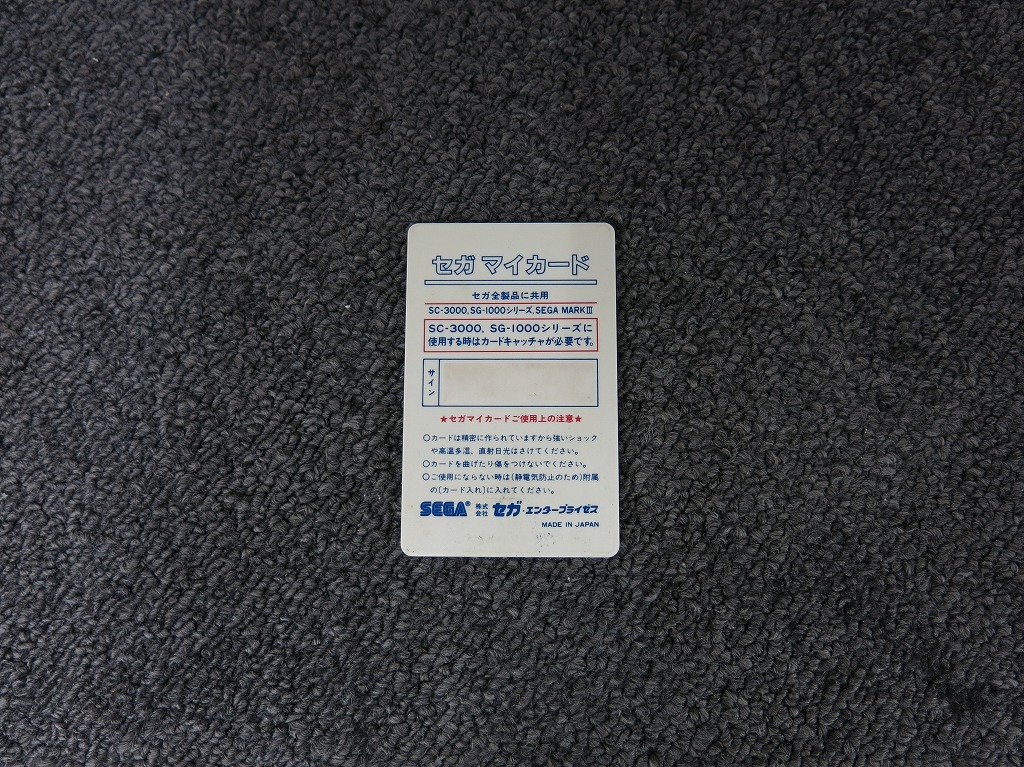 セガ マイカード
セガ全製品に共用
SC-3000, SG-1000シリーズ, SEGA MARKIII
SC-3000, SG-1000シリーズに
使用する時はカードキャッチャが必要です。
サイン
★セガマイカードご使用上の注意★
○カードは精密に作られていますから強いショック
や高温多湿、直射日光はさけてください。
○カードを曲げたり傷をつけないでください。
○ご使用にならない時は(静電気防止のため)附属
の〔カード入れ〕に入れてください。
SEGA® 株式会社 セガ・エンタープライゼス
MADE IN JAPAN